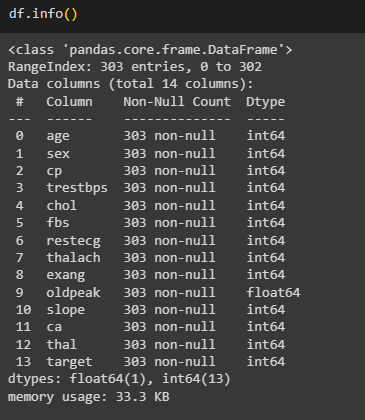 df.info()
<class 'pandas.core.frame.DataFrame'>
RangeIndex: 303 entries, 0 to 302
Data columns (total 14 columns):
 #   Column    Non-Null Count  Dtype
---  ------    --------------  -----
 0   age       303 non-null    int64
 1   sex       303 non-null    int64
 2   cp        303 non-null    int64
 3   trestbps  303 non-null    int64
 4   chol      303 non-null    int64
 5   fbs       303 non-null    int64
 6   restecg   303 non-null    int64
 7   thalach   303 non-null    int64
 8   exang     303 non-null    int64
 9   oldpeak   303 non-null    float64
 10  slope     303 non-null    int64
 11  ca        303 non-null    int64
 12  thal      303 non-null    int64
 13  target    303 non-null    int64
dtypes: float64(1), int64(13)
memory usage: 33.3 KB